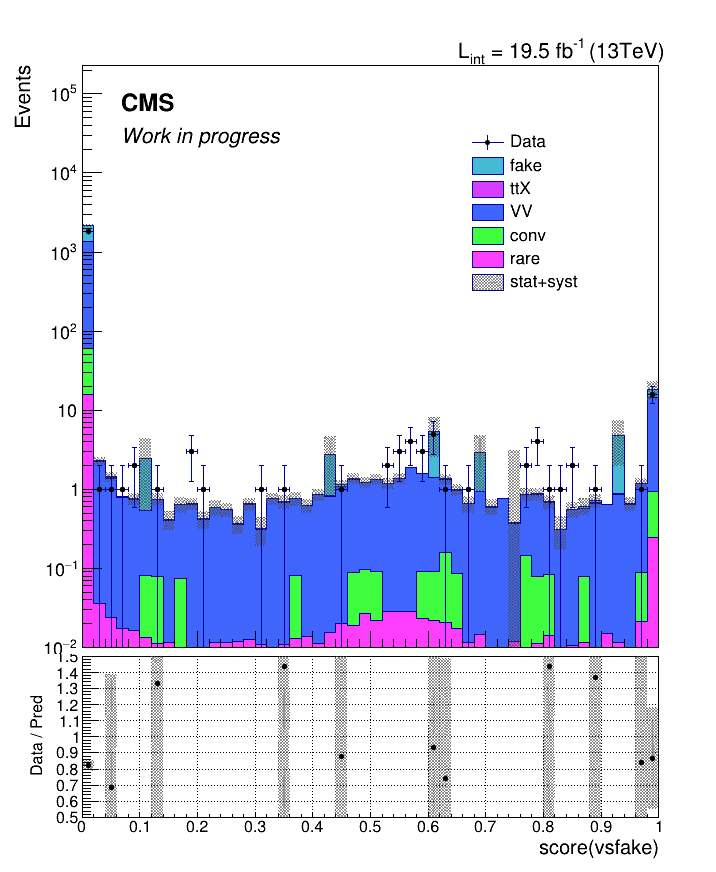 L_int = 19.5 fb^-1 (13TeV)
Events
CMS
Work in progress
Data
fake
ttX
VV
conv
rare
stat+syst
10^5
10^4
10^3
10^2
10
1
10^−1
10^−2
Data / Pred
1.5
1.4
1.3
1.2
1.1
1
0.9
0.8
0.7
0.6
0.5
0 0.1 0.2 0.3 0.4 0.5 0.6 0.7 0.8 0.9 1
score(vsfake)